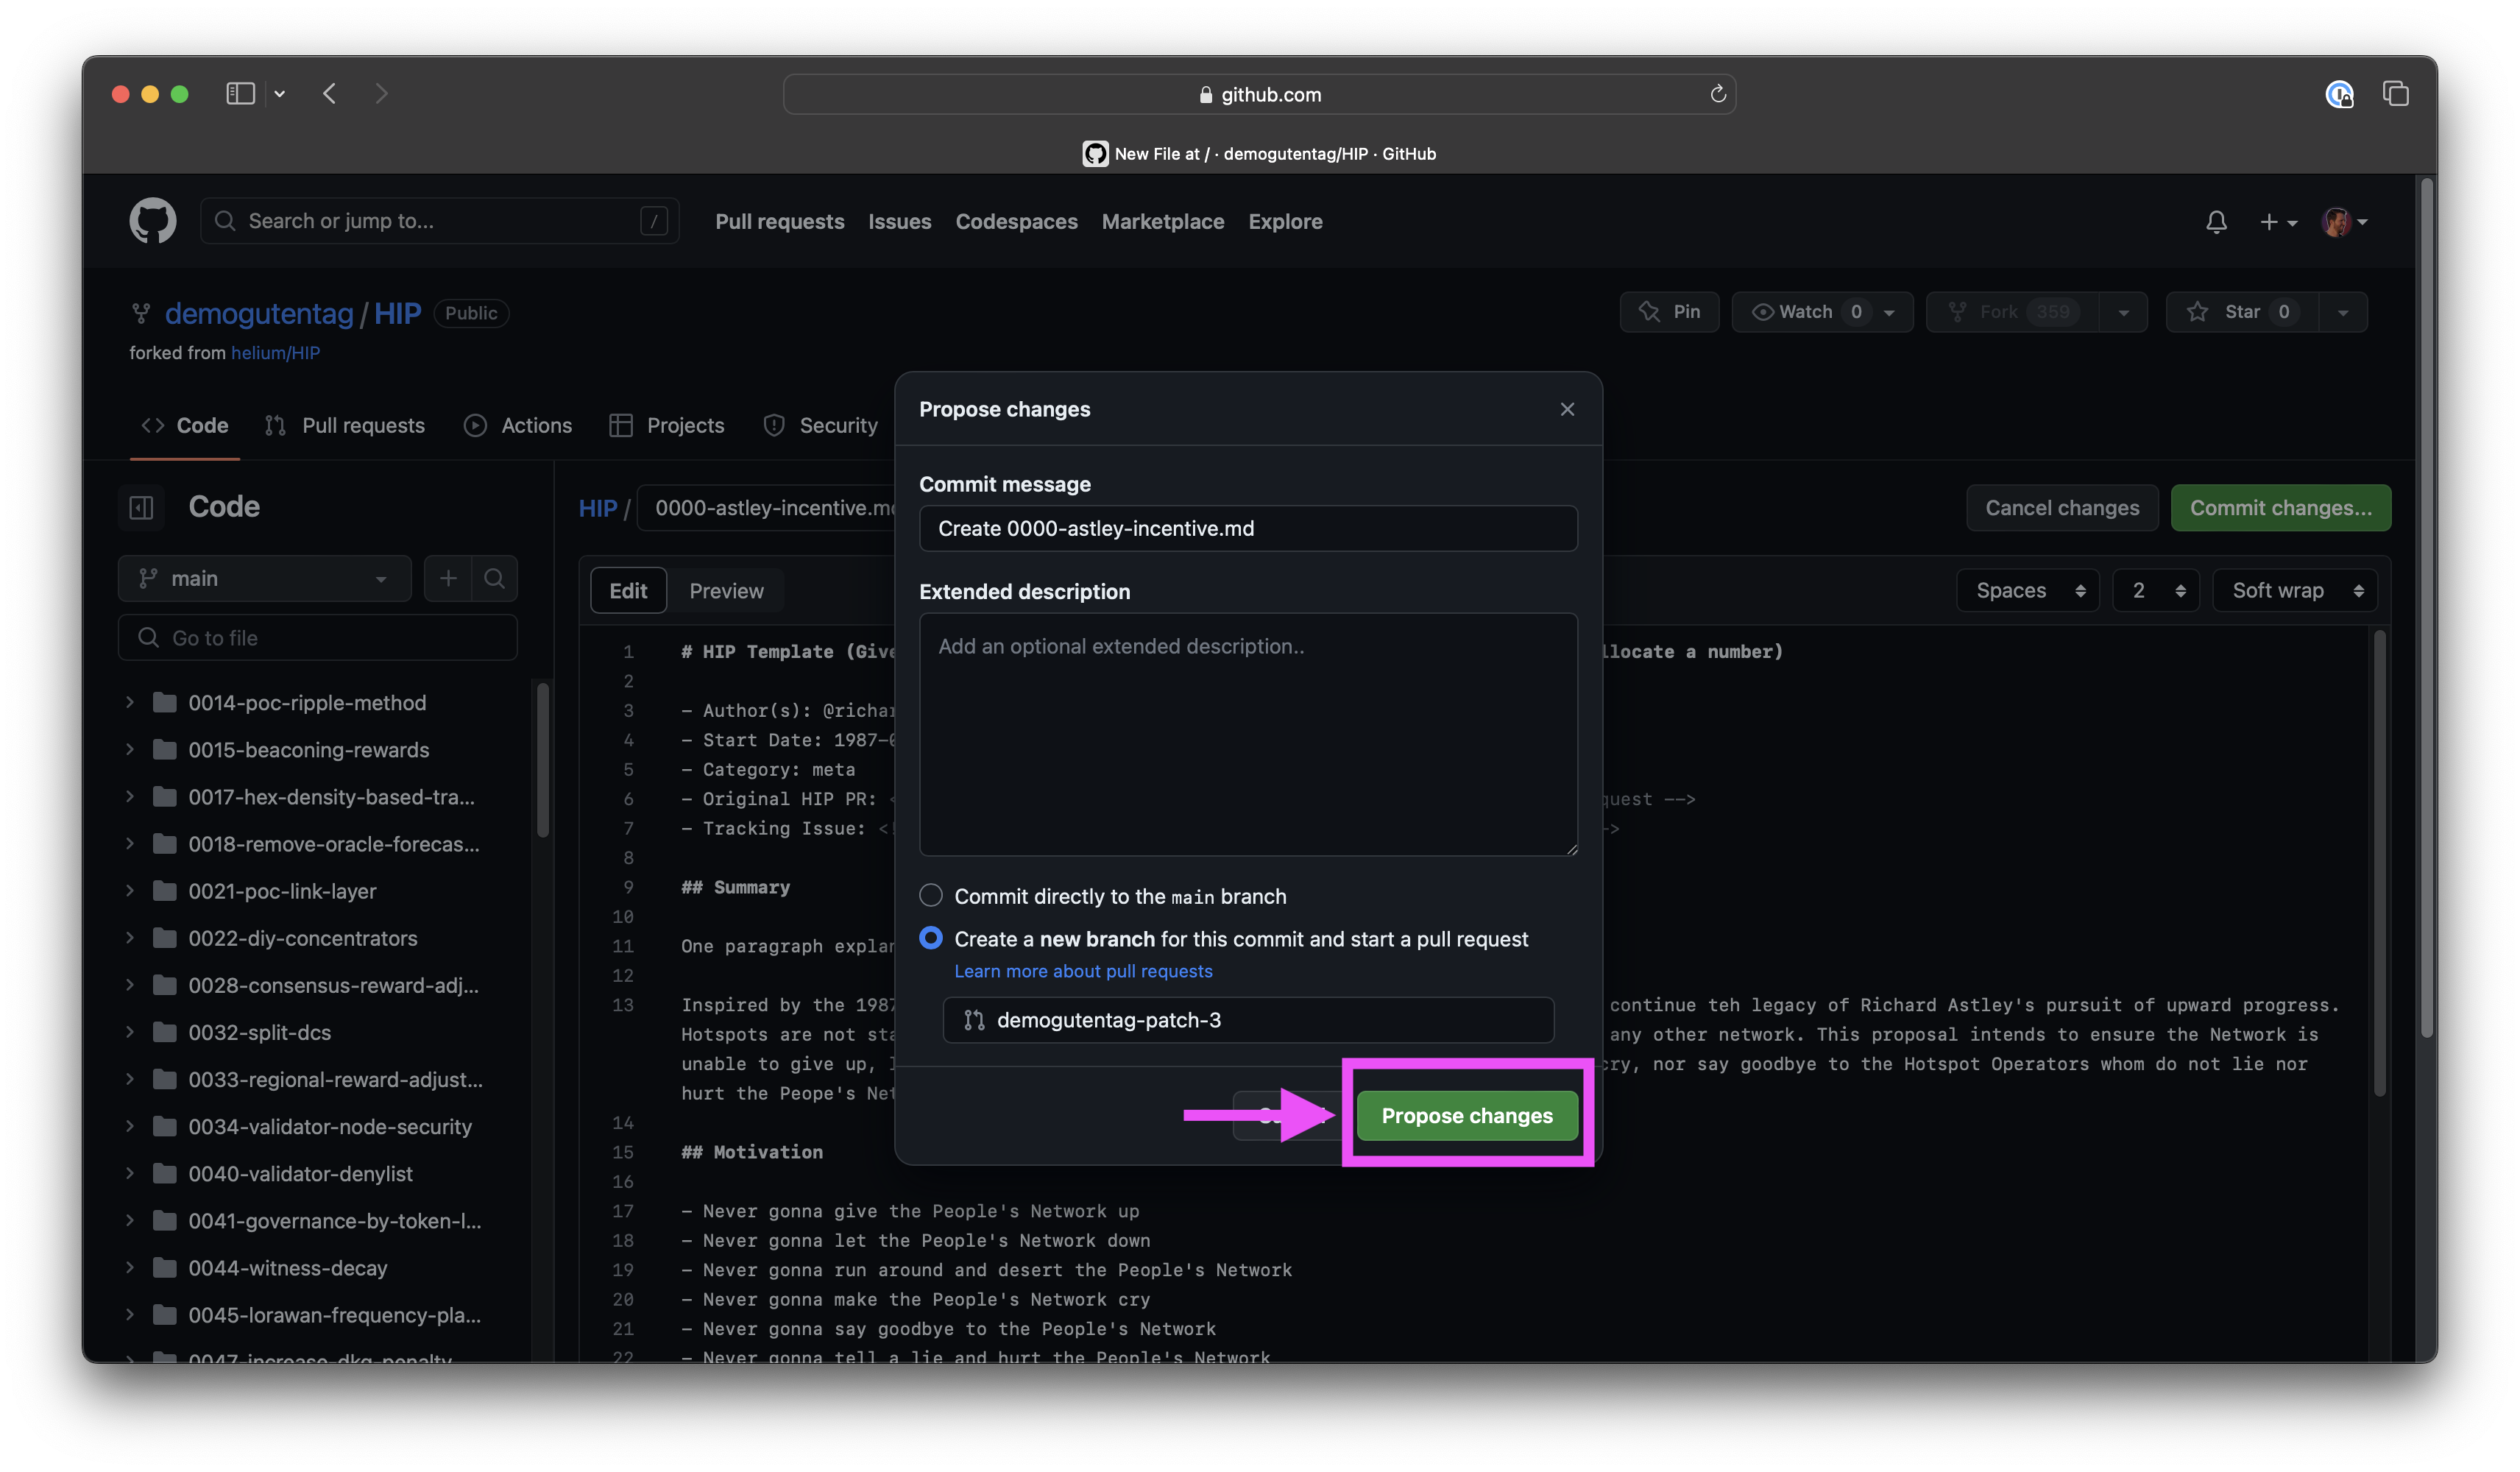 github.com
New File at / · demogutentag/HIP · GitHub
Search or jump to...
/
Pull requests
Issues
Codespaces
Marketplace
Explore
demogutentag / HIP
Public
Pin
Watch 0
Fork 359
Star 0
forked from helium/HIP
Code
Pull requests
Actions
Projects
Security
Code
main
Go to file
0014-poc-ripple-method
0015-beaconing-rewards
0017-hex-density-based-tra...
0018-remove-oracle-forecas...
0021-poc-link-layer
0022-diy-concentrators
0028-consensus-reward-adj...
0032-split-dcs
0033-regional-reward-adjust...
0034-validator-node-security
0040-validator-denylist
0041-governance-by-token-l...
0044-witness-decay
0045-lorawan-frequency-pla...
0047-increase-dkg-penalty
HIP / 0000-astley-incentive.md
Cancel changes
Commit changes...
Edit
Preview
Spaces
2
Soft wrap
1 # HIP Template (Give llocate a number)
2
3 - Author(s): @richar
4 - Start Date: 1987-0
5 - Category: meta
6 - Original HIP PR: < quest -->
7 - Tracking Issue: <! ->
8
9 ## Summary
10
11 One paragraph explan
12
13 Inspired by the 1987 continue teh legacy of Richard Astley's pursuit of upward progress.
Hotspots are not sta any other network. This proposal intends to ensure the Network is
unable to give up, l cry, nor say goodbye to the Hotspot Operators whom do not lie nor
hurt the Peope's Net
14
15 ## Motivation
16
17 - Never gonna give the People's Network up
18 - Never gonna let the People's Network down
19 - Never gonna run around and desert the People's Network
20 - Never gonna make the People's Network cry
21 - Never gonna say goodbye to the People's Network
22 - Never gonna tell a lie and hurt the People's Network
Propose changes
Commit message
Create 0000-astley-incentive.md
Extended description
Add an optional extended description..
Commit directly to the main branch
Create a new branch for this commit and start a pull request
Learn more about pull requests
demogutentag-patch-3
Propose changes